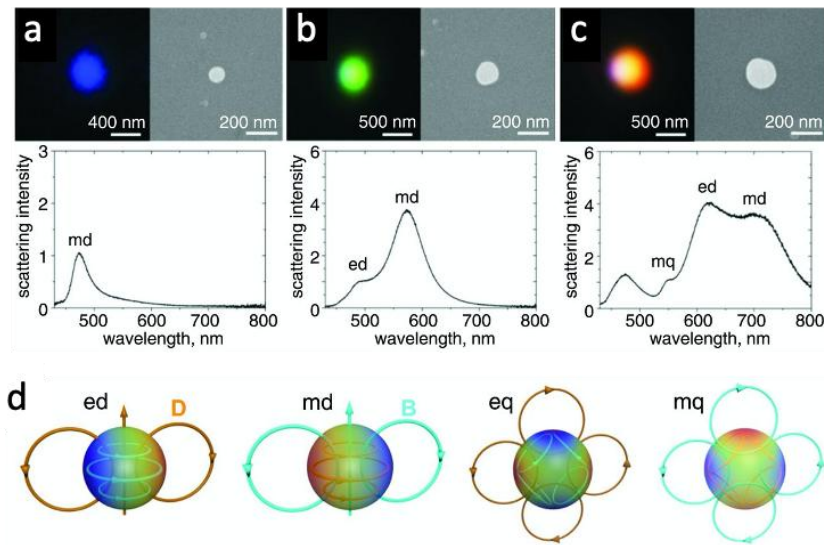 a
400 nm
200 nm
b
500 nm
200 nm
c
500 nm
200 nm
scattering intensity
3
2
1
0
md
500 600 700 800
wavelength, nm
scattering intensity
6
4
2
0
ed
md
500 600 700 800
wavelength, nm
scattering intensity
6
4
2
0
mq
ed
md
500 600 700 800
wavelength, nm
d
ed
D
md
B
eq
mq